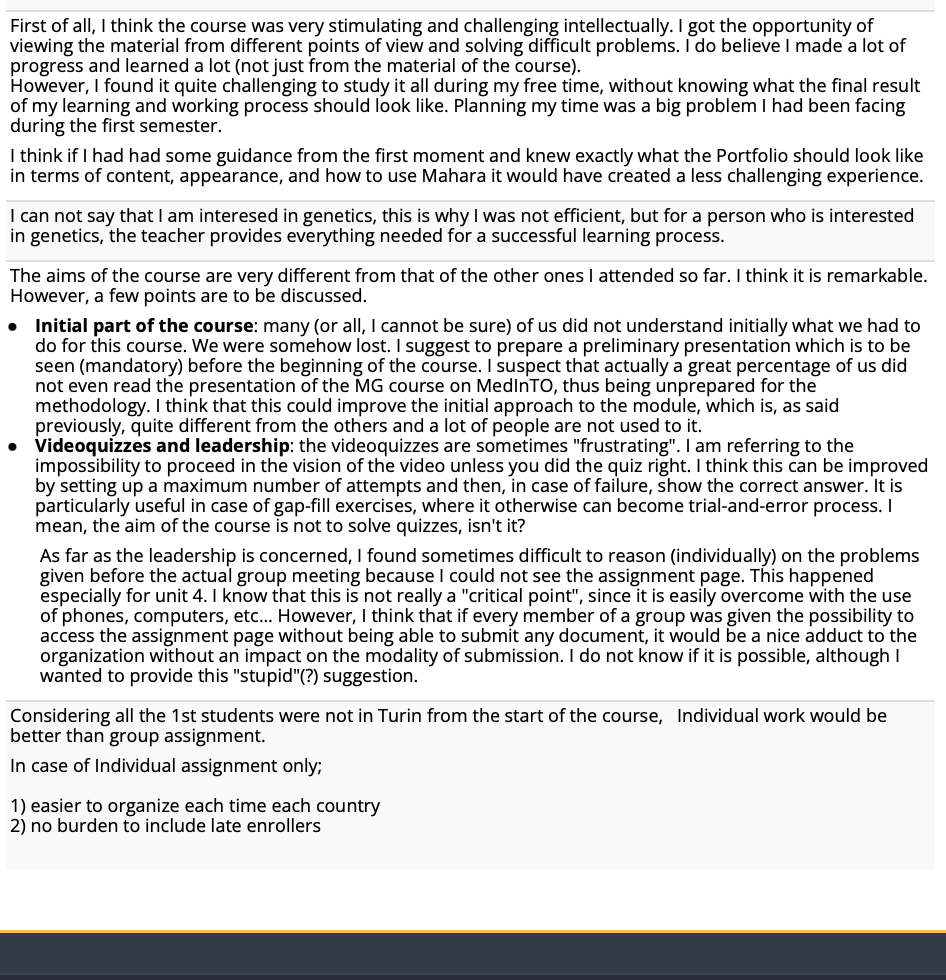 First of all, I think the course was very stimulating and challenging intellectually. I got the opportunity of
viewing the material from different points of view and solving difficult problems. I do believe I made a lot of
progress and learned a lot (not just from the material of the course).
However, I found it quite challenging to study it all during my free time, without knowing what the final result
of my learning and working process should look like. Planning my time was a big problem I had been facing
during the first semester.
I think if I had had some guidance from the first moment and knew exactly what the Portfolio should look like
in terms of content, appearance, and how to use Mahara it would have created a less challenging experience.
I can not say that I am interesed in genetics, this is why I was not efficient, but for a person who is interested
in genetics, the teacher provides everything needed for a successful learning process.
The aims of the course are very different from that of the other ones I attended so far. I think it is remarkable.
However, a few points are to be discussed.
● Initial part of the course: many (or all, I cannot be sure) of us did not understand initially what we had to
do for this course. We were somehow lost. I suggest to prepare a preliminary presentation which is to be
seen (mandatory) before the beginning of the course. I suspect that actually a great percentage of us did
not even read the presentation of the MG course on MedInTO, thus being unprepared for the
methodology. I think that this could improve the initial approach to the module, which is, as said
previously, quite different from the others and a lot of people are not used to it.
● Videoquizzes and leadership: the videoquizzes are sometimes "frustrating". I am referring to the
impossibility to proceed in the vision of the video unless you did the quiz right. I think this can be improved
by setting up a maximum number of attempts and then, in case of failure, show the correct answer. It is
particularly useful in case of gap-fill exercises, where it otherwise can become trial-and-error process. I
mean, the aim of the course is not to solve quizzes, isn't it?
As far as the leadership is concerned, I found sometimes difficult to reason (individually) on the problems
given before the actual group meeting because I could not see the assignment page. This happened
especially for unit 4. I know that this is not really a "critical point", since it is easily overcome with the use
of phones, computers, etc... However, I think that if every member of a group was given the possibility to
access the assignment page without being able to submit any document, it would be a nice adduct to the
organization without an impact on the modality of submission. I do not know if it is possible, although I
wanted to provide this "stupid"(?) suggestion.
Considering all the 1st students were not in Turin from the start of the course,   Individual work would be
better than group assignment.
In case of Individual assignment only;
1) easier to organize each time each country
2) no burden to include late enrollers